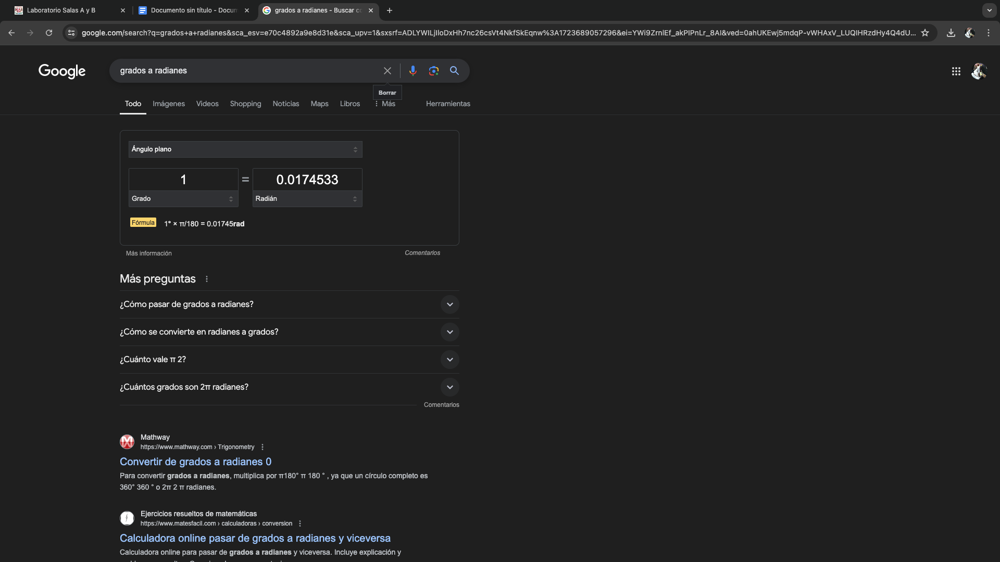 Laboratorio Salas A y B
Documento sin título - Docum
grados a radianes - Buscar co
google.com/search?q=grados+a+radianes&sca_esv=e70c4892a9e8d31e&sca_upv=1&sxsrf=ADLYWILjIloDxHh7nc26csVt4NkfSkEqnw%3A1723689057296&ei=YWi9ZrnlEf_akPIPnLr_8AI&ved=0ahUKEwj5mdqP-vWHAxV_LUQIHRzdHy4Q4dU...
Google
grados a radianes
Borrar
Todo Imágenes Videos Shopping Noticias Maps Libros Más Herramientas
Ángulo plano
1 = 0.0174533
Grado Radián
Fórmula 1° × π/180 = 0.01745rad
Más información Comentarios
Más preguntas
¿Cómo pasar de grados a radianes?
¿Cómo se convierte en radianes a grados?
¿Cuánto vale π 2?
¿Cuántos grados son 2π radianes?
Comentarios
Mathway
https://www.mathway.com › Trigonometry
Convertir de grados a radianes 0
Para convertir grados a radianes, multiplica por π180° π 180 ° , ya que un círculo completo es
360° 360 ° o 2π 2 π radianes.
Ejercicios resueltos de matemáticas
https://www.matesfacil.com › calculadoras › conversion
Calculadora online pasar de grados a radianes y viceversa
Calculadora online para pasar de grados a radianes y viceversa. Incluye explicación y